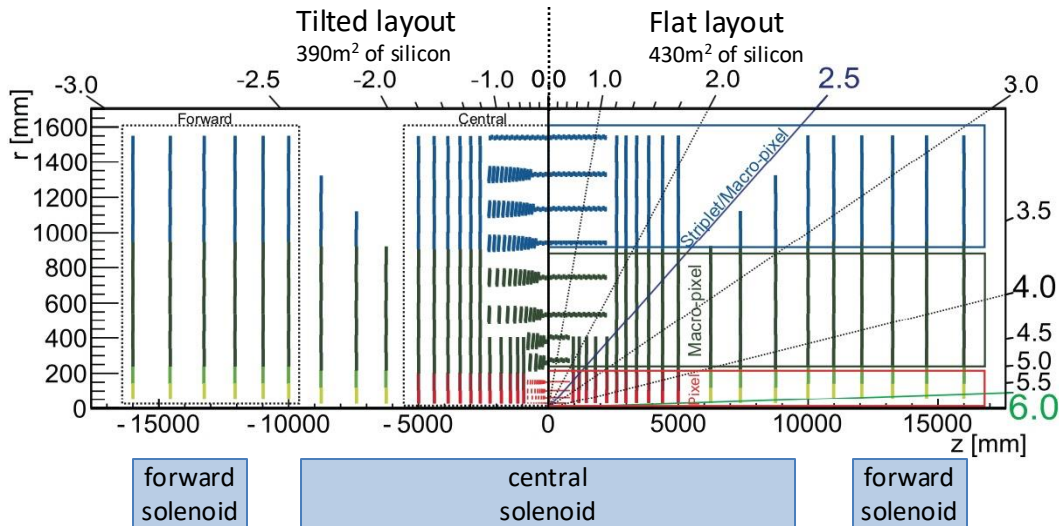 Tilted layout
390m² of silicon
Flat layout
430m² of silicon
-3.0 -2.5 -2.0 -1.0 0.0 0.0 1.0 2.0 2.5 3.0
Forward
Central
r [mm]
1600
1400
1200
1000
800
600
400
200
0
Striplet/Macro-pixel
Macro-pixel
Pixel
3.5
4.0
4.5
5.0
5.5
6.0
-15000 -10000 -5000 0 5000 10000 15000
z [mm]
forward
solenoid
central
solenoid
forward
solenoid